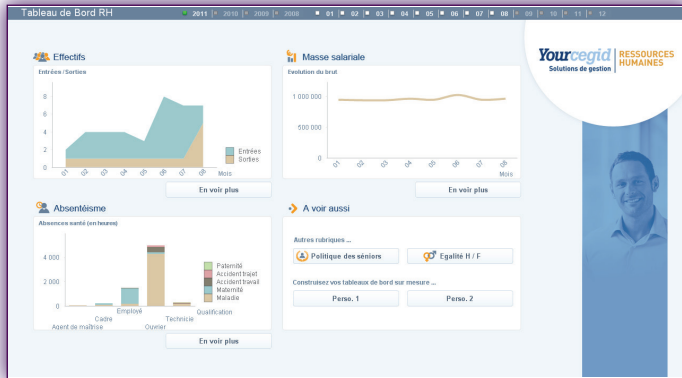 Tableau de Bord RH
2011 2010 2009 2008 01 02 03 04 05 06 07 08 09 10 11 12
Effectifs
Entrées / Sorties
8
6
4
2
0
01 02 03 04 05 06 07 08 Mois
Entrées
Sorties
En voir plus
Masse salariale
Evolution du brut
1 000 000
500 000
0
01 02 03 04 05 06 07 08
Mois
En voir plus
Yourcegid
Solutions de gestion
RESSOURCES
HUMAINES
Absentéisme
Absences santé (en heures)
4 000
2 000
0
Agent de maîtrise
Cadre
Employé
Ouvrier
Technicie
Qualification
Paternité
Accident trajet
Accident travail
Maternité
Maladie
En voir plus
A voir aussi
Autres rubriques ...
Politique des séniors
Egalité H / F
Construisez vos tableaux de bord sur mesure ...
Perso. 1
Perso. 2